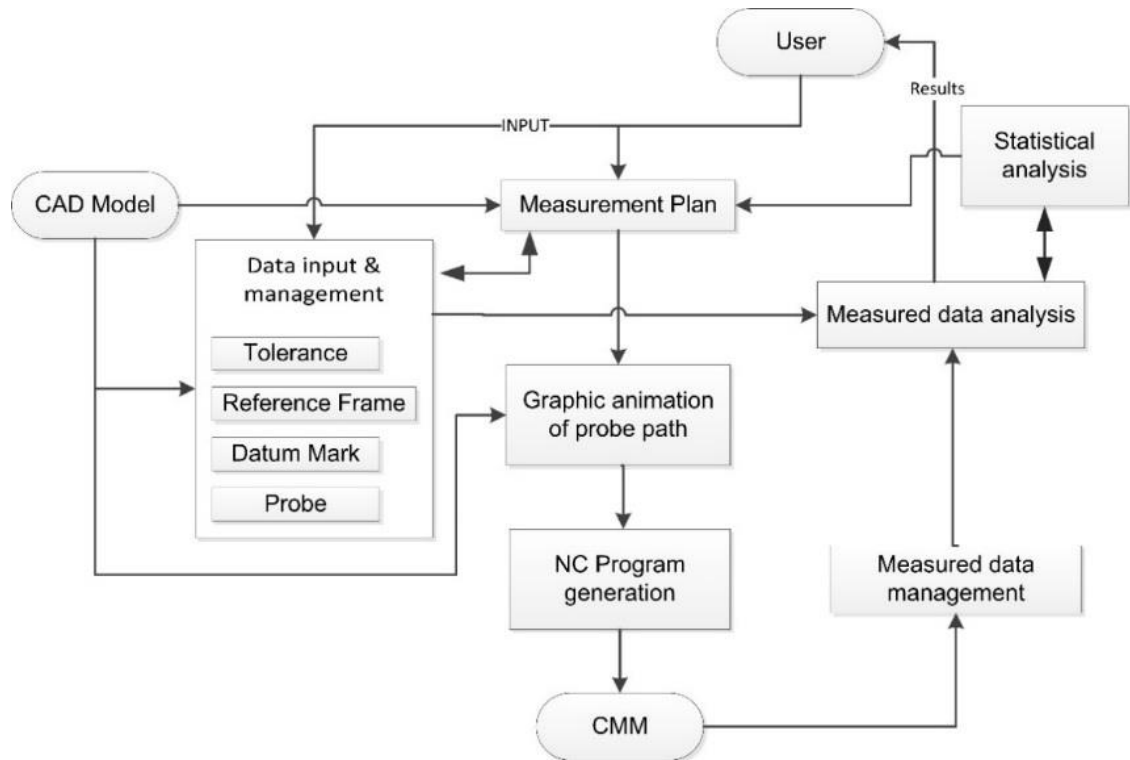 User
Results
INPUT
Statistical
analysis
CAD Model
Measurement Plan
Data input &
management
Measured data analysis
Tolerance
Reference Frame
Graphic animation
of probe path
Datum Mark
Probe
NC Program
generation
Measured data
management
CMM